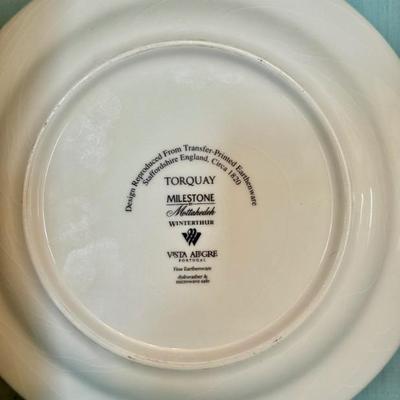 Design Reproduced From Transfer-Printed Earthenware
Staffordshire England, Circa 1820
TORQUAY
MILESTONE
BY
Mottahedeh
WINTERTHUR
VISTA ALEGRE
PORTUGAL
Fine Earthenware
dishwasher &
microwave safe